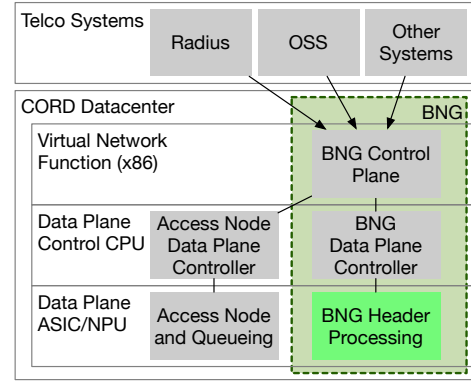 Telco Systems
Radius
OSS
Other
Systems
CORD Datacenter
BNG
Virtual Network
Function (x86)
BNG Control
Plane
Data Plane
Control CPU
Access Node
Data Plane
Controller
BNG
Data Plane
Controller
Data Plane
ASIC/NPU
Access Node
and Queueing
BNG Header
Processing